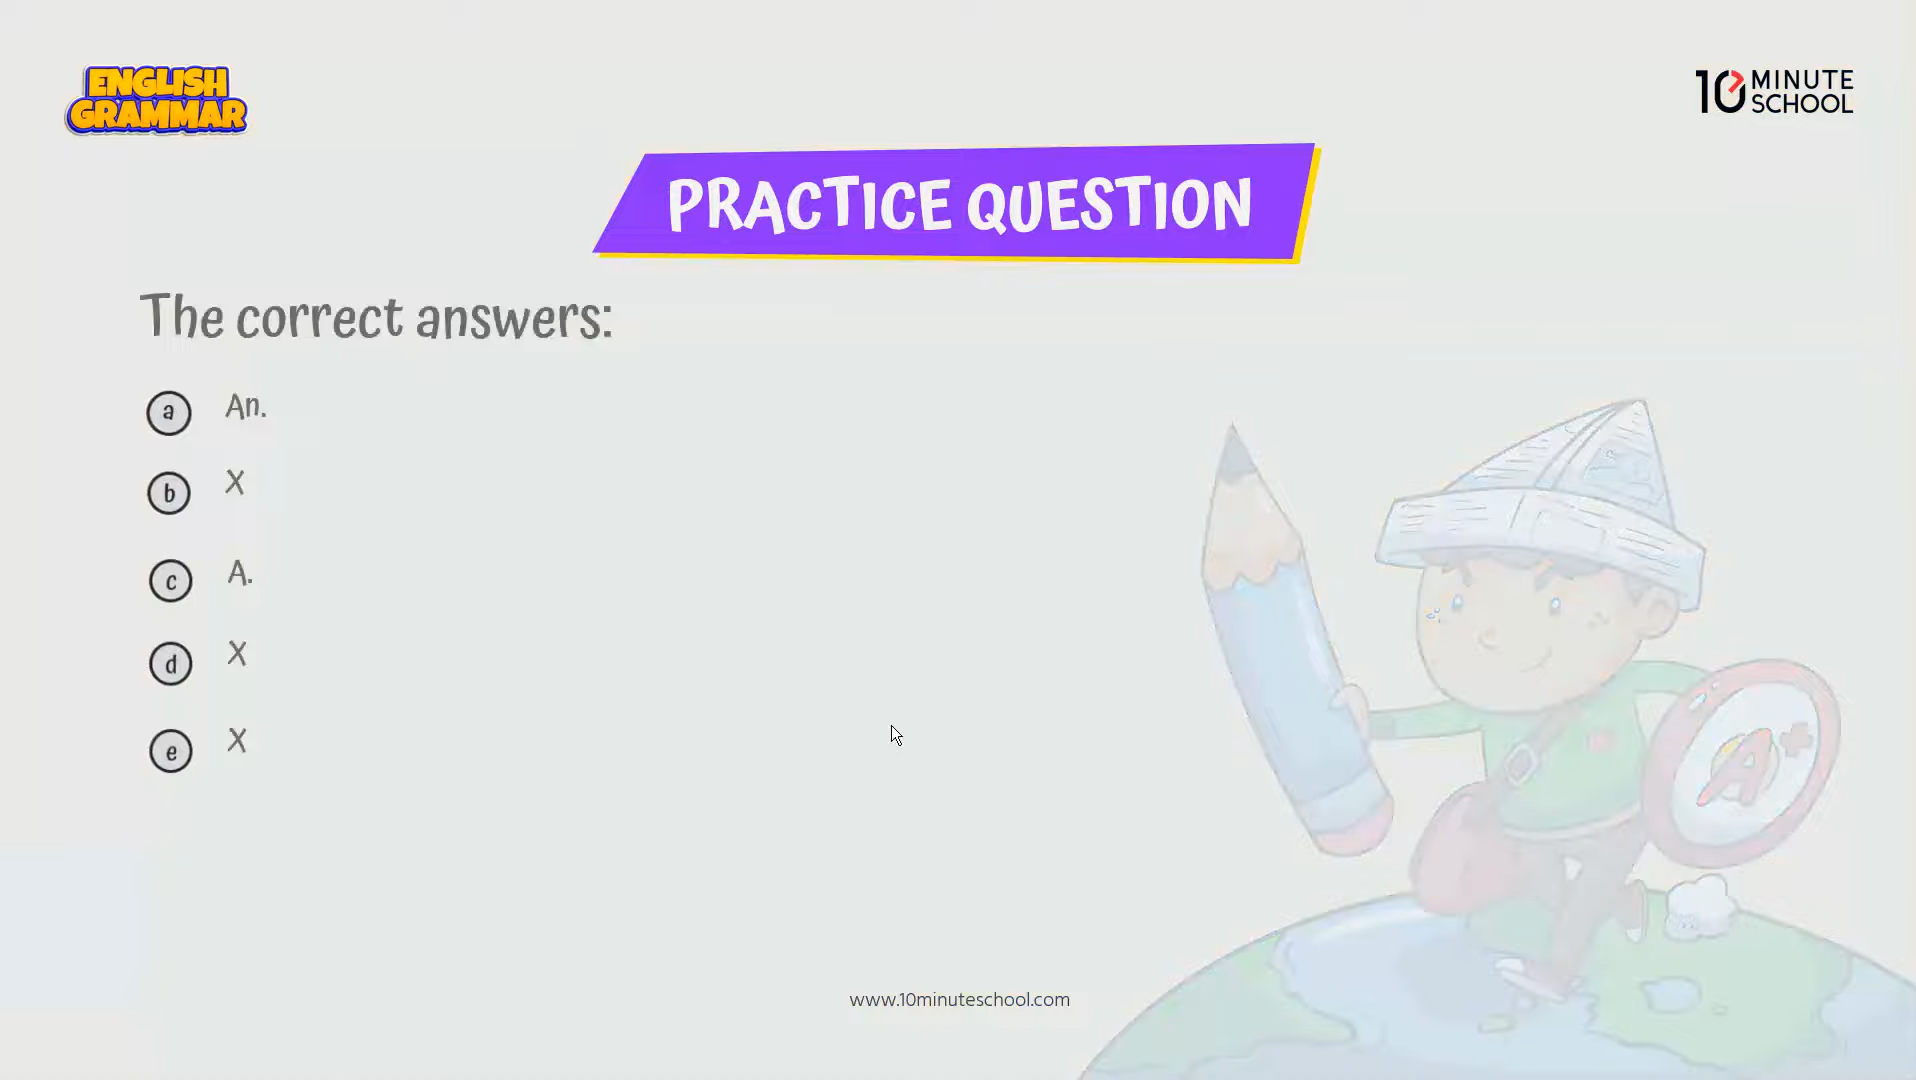 ENGLISH
GRAMMAR
10 MINUTE
SCHOOL
PRACTICE QUESTION
The correct answers:
a An.
b X
c A.
d X
e X
A+
www.10minuteschool.com